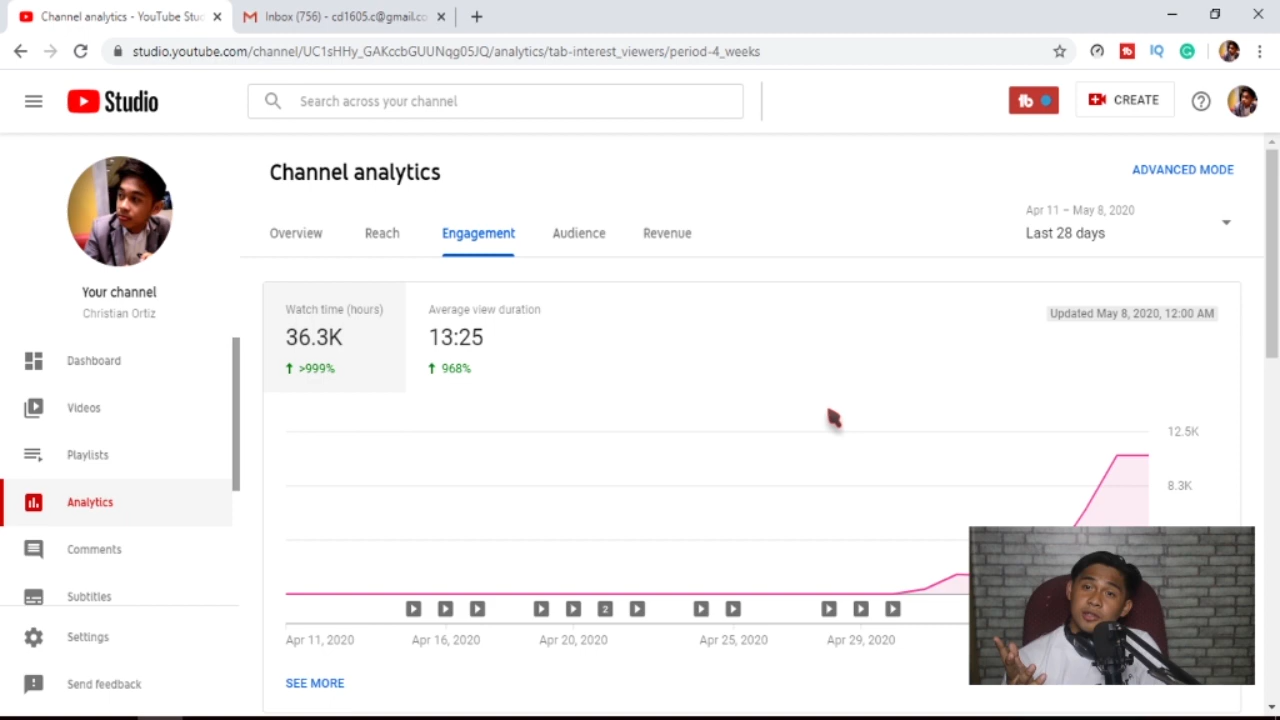 Channel analytics - YouTube Stud
Inbox (756) - cd1605.c@gmail.co
studio.youtube.com/channel/UC1sHHy_GAKccbGUUNqg05JQ/analytics/tab-interest_viewers/period-4_weeks
Studio
Search across your channel
CREATE
Channel analytics
ADVANCED MODE
Overview
Reach
Engagement
Audience
Revenue
Apr 11 – May 8, 2020
Last 28 days
Your channel
Christian Ortiz
Dashboard
Videos
Playlists
Analytics
Comments
Subtitles
Settings
Send feedback
Watch time (hours)
36.3K
>999%
Average view duration
13:25
968%
Updated May 8, 2020, 12:00 AM
12.5K
8.3K
2
Apr 11, 2020
Apr 16, 2020
Apr 20, 2020
Apr 25, 2020
Apr 29, 2020
SEE MORE